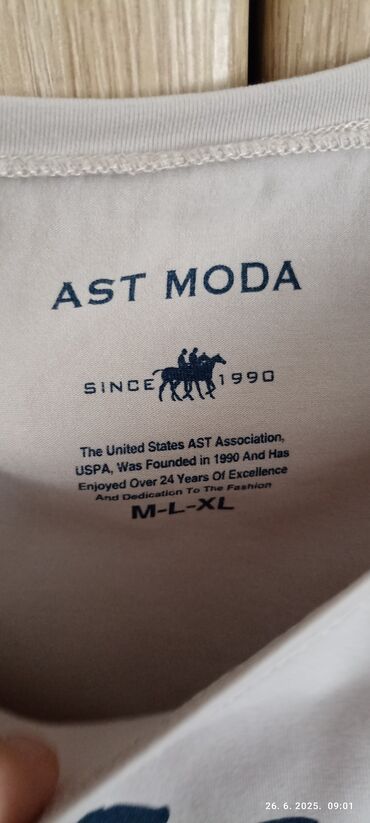 AST MODA
SINCE 1990
The United States AST Association,
USPA, Was Founded in 1990 And Has
Enjoyed Over 24 Years Of Excellence
And Dedication To The Fashion
M-L-XL
26. 6. 2025. 09:01